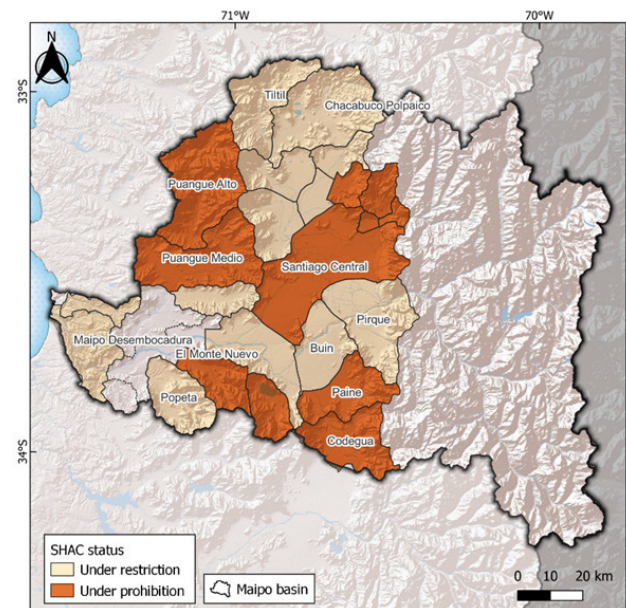 71°W
70°W
N
33°S
Tiltil
Chacabuco Polpaico
Puangue Alto
Puangue Medio
Santiago Central
Pirque
Maipo Desembocadura
El Monte Nuevo
Buin
Popeta
Paine
Codegua
34°S
SHAC status
Under restriction
Under prohibition
Maipo basin
0 10 20 km